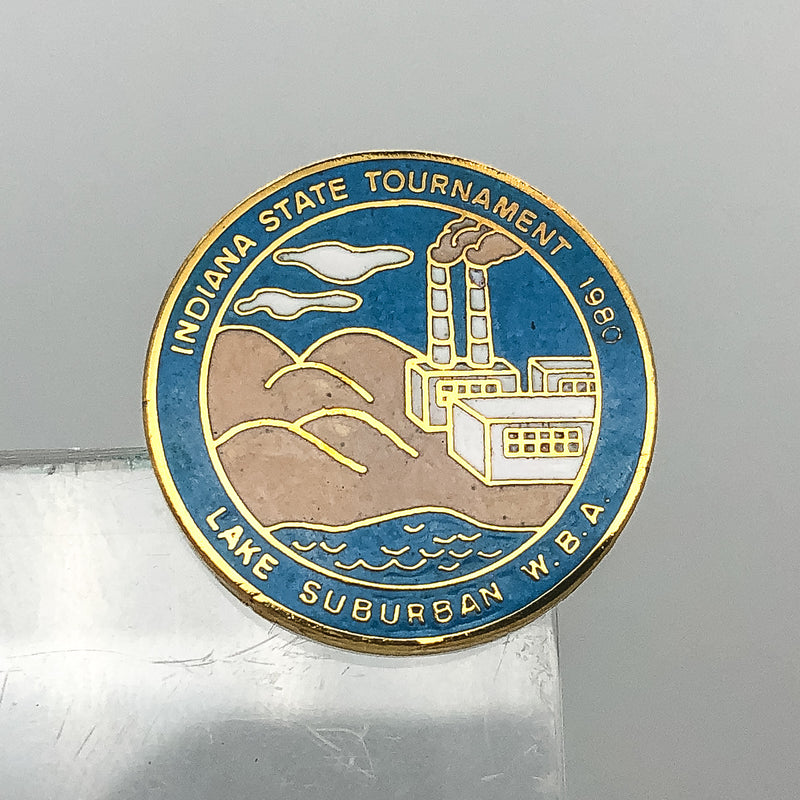 INDIANA STATE TOURNAMENT 1980
LAKE SUBURBAN W.B.A.